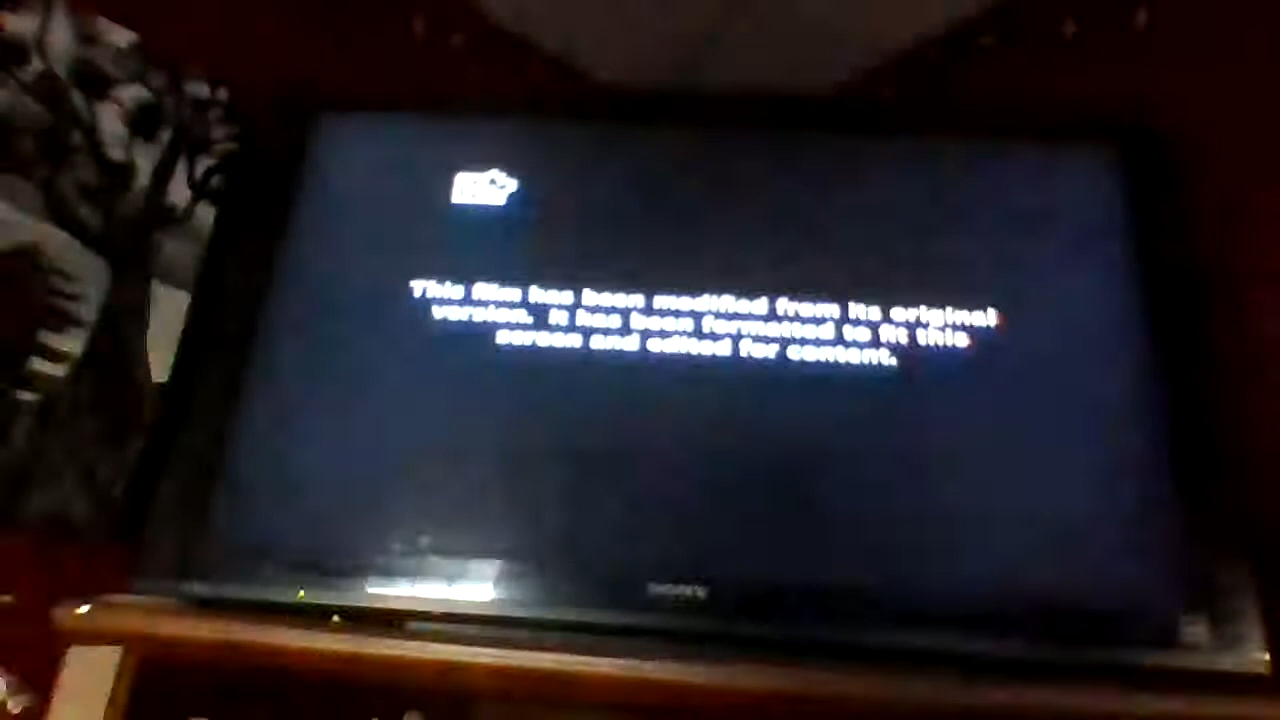 This film has been modified from its original
version. It has been formatted to fit this
screen and edited for content.
SONY